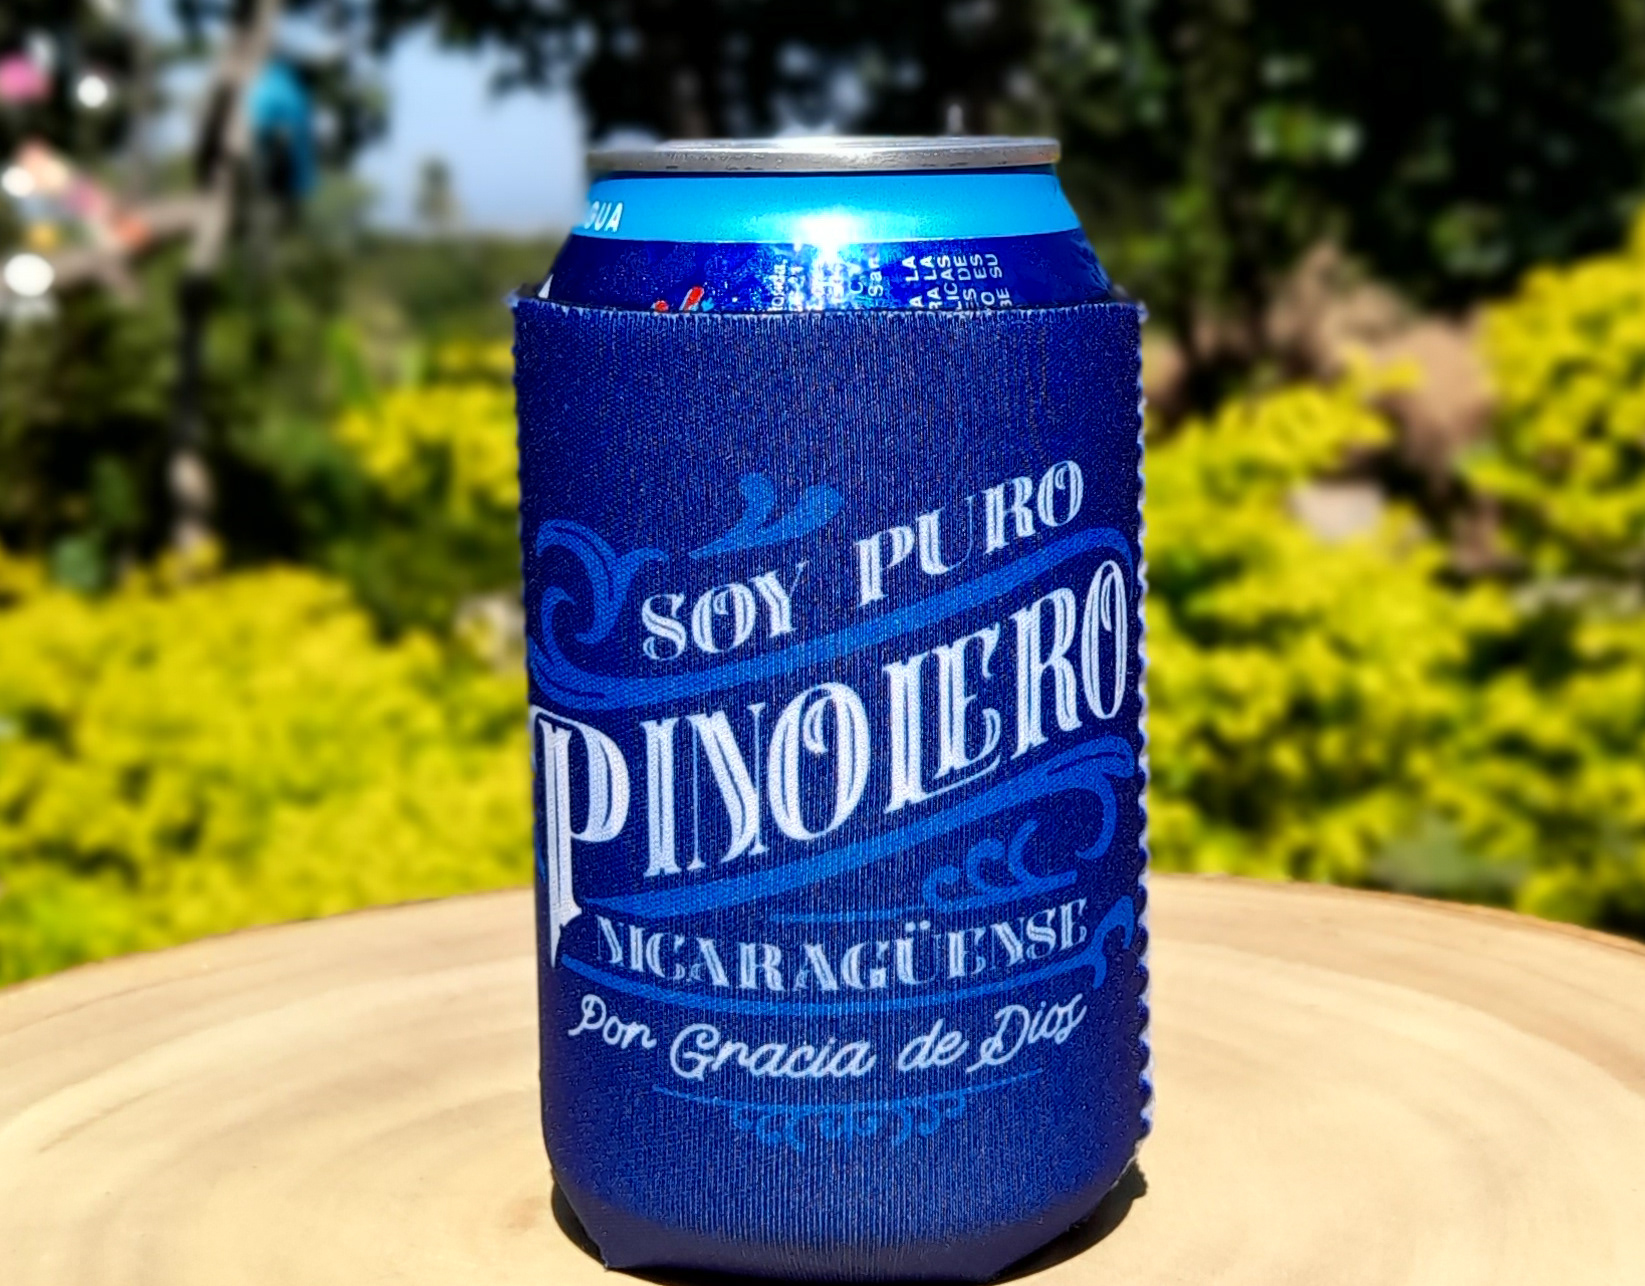 SOY PURO
PINOLERO
NICARAGÜENSE
Por Gracia de Dios